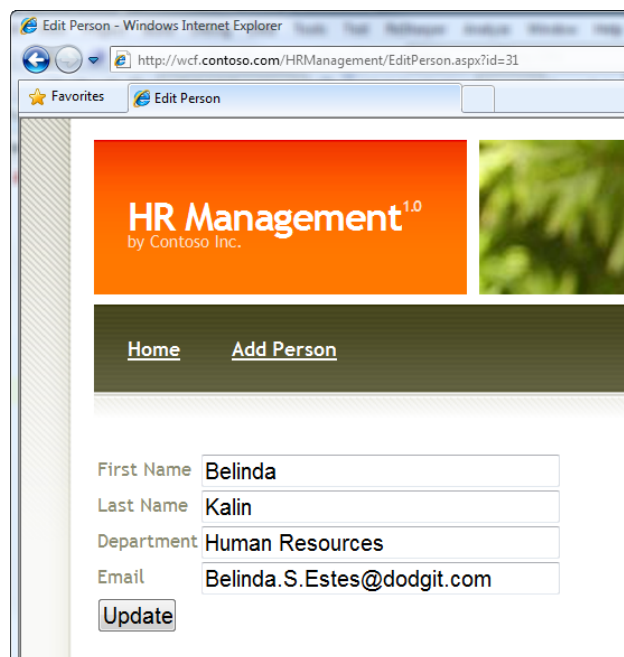 Edit Person - Windows Internet Explorer
http://wcf.contoso.com/HRManagement/EditPerson.aspx?id=31
Favorites Edit Person
HR Management 1.0
by Contoso Inc.
Home Add Person
First Name Belinda
Last Name Kalin
Department Human Resources
Email Belinda.S.Estes@dodgit.com
Update